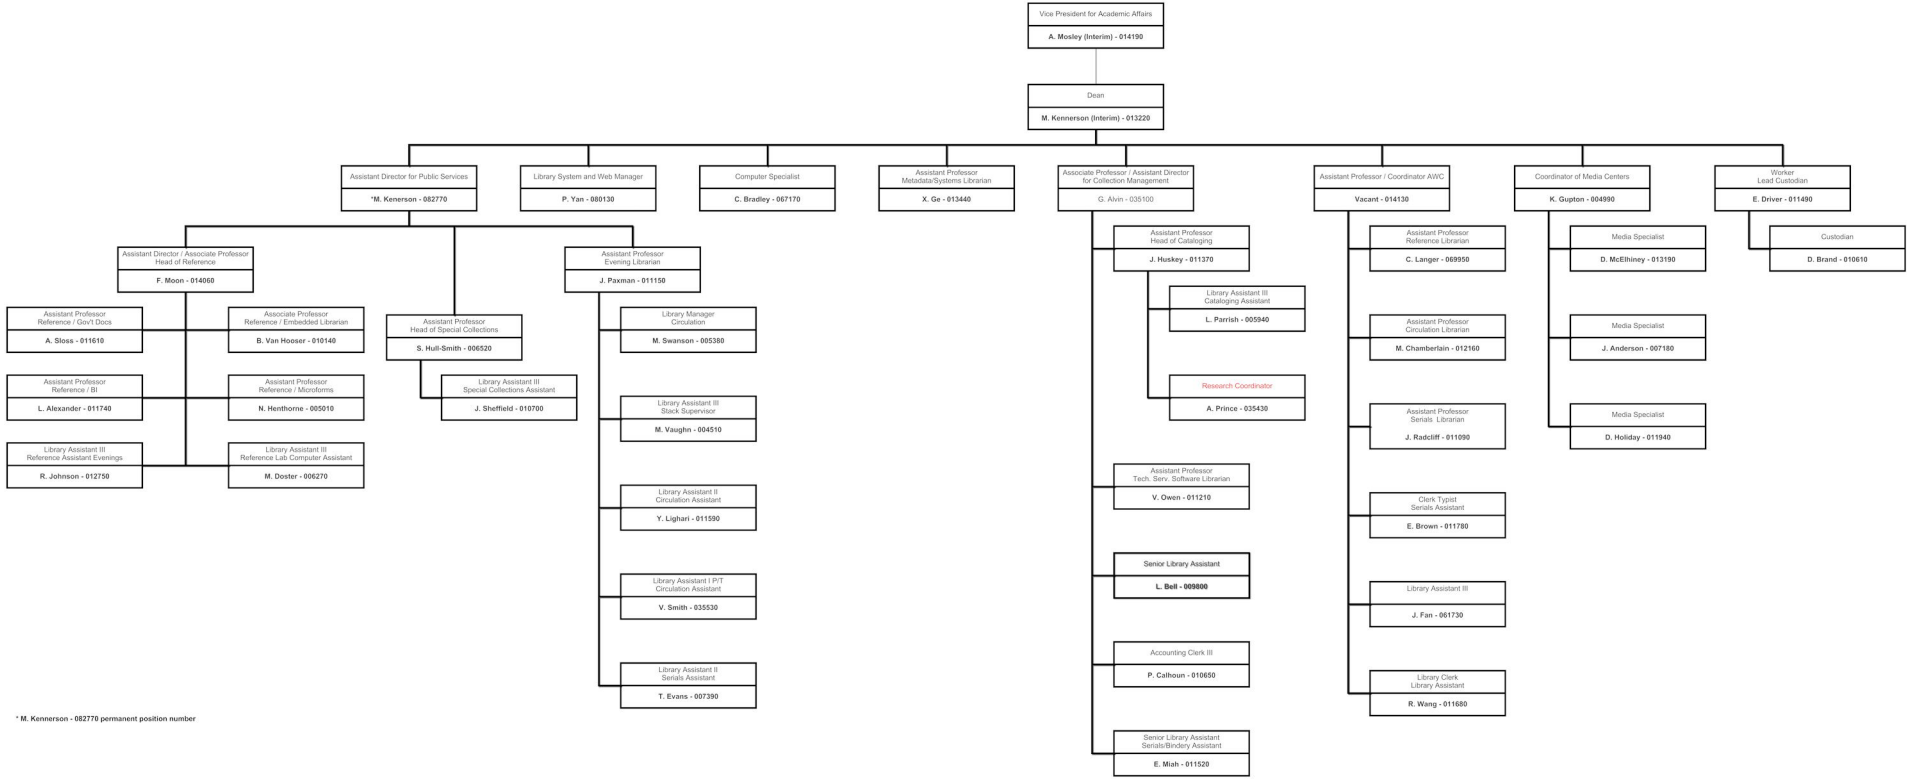 Vice President for Academic Affairs
A. Mosley (Interim) - 014190
Dean
M. Kennerson (Interim) - 013220
Assistant Director for Public Services
*M. Kenerson - 082770
Library System and Web Manager
P. Yan - 080130
Computer Specialist
C. Bradley - 067170
Assistant Professor
Metadata/Systems Librarian
X. Ge - 013440
Associate Professor / Assistant Director
for Collection Management
G. Alvin - 035100
Assistant Professor / Coordinator AWC
Vacant - 014130
Coordinator of Media Centers
K. Gupton - 004990
Worker
Lead Custodian
E. Driver - 011490
Assistant Director / Associate Professor
Head of Reference
F. Moon - 014060
Assistant Professor
Reference / Gov't Docs
A. Sloss - 011610
Associate Professor
Reference / Embedded Librarian
B. Van Hooser - 010140
Assistant Professor
Reference / BI
L. Alexander - 011740
Assistant Professor
Reference / Microforms
N. Henthorne - 005010
Library Assistant III
Reference Assistant Evenings
R. Johnson - 012750
Library Assistant III
Reference Lab Computer Assistant
M. Doster - 006270
Assistant Professor
Head of Special Collections
S. Hull-Smith - 006520
Library Assistant III
Special Collections Assistant
J. Sheffield - 010700
Assistant Professor
Evening Librarian
J. Paxman - 011150
Library Manager
Circulation
M. Swanson - 005380
Library Assistant III
Stack Supervisor
M. Vaughn - 004510
Library Assistant II
Circulation Assistant
Y. Lighari - 011590
Library Assistant I P/T
Circulation Assistant
V. Smith - 035530
Library Assistant II
Serials Assistant
T. Evans - 007390
Assistant Professor
Head of Cataloging
J. Huskey - 011370
Library Assistant III
Cataloging Assistant
L. Parrish - 005940
Research Coordinator
A. Prince - 035430
Assistant Professor
Tech. Serv. Software Librarian
V. Owen - 011210
Senior Library Assistant
L. Bell - 009800
Accounting Clerk III
P. Calhoun - 010650
Senior Library Assistant
Serials/Bindery Assistant
E. Miah - 011520
Assistant Professor
Reference Librarian
C. Langer - 069950
Assistant Professor
Circulation Librarian
M. Chamberlain - 012160
Assistant Professor
Serials Librarian
J. Radcliff - 011090
Clerk Typist
Serials Assistant
E. Brown - 011780
Library Assistant III
J. Fan - 061730
Library Clerk
Library Assistant
R. Wang - 011680
Media Specialist
D. McElhiney - 013190
Media Specialist
J. Anderson - 007180
Media Specialist
D. Holiday - 011940
Custodian
D. Brand - 010610
* M. Kennerson - 082770 permanent position number